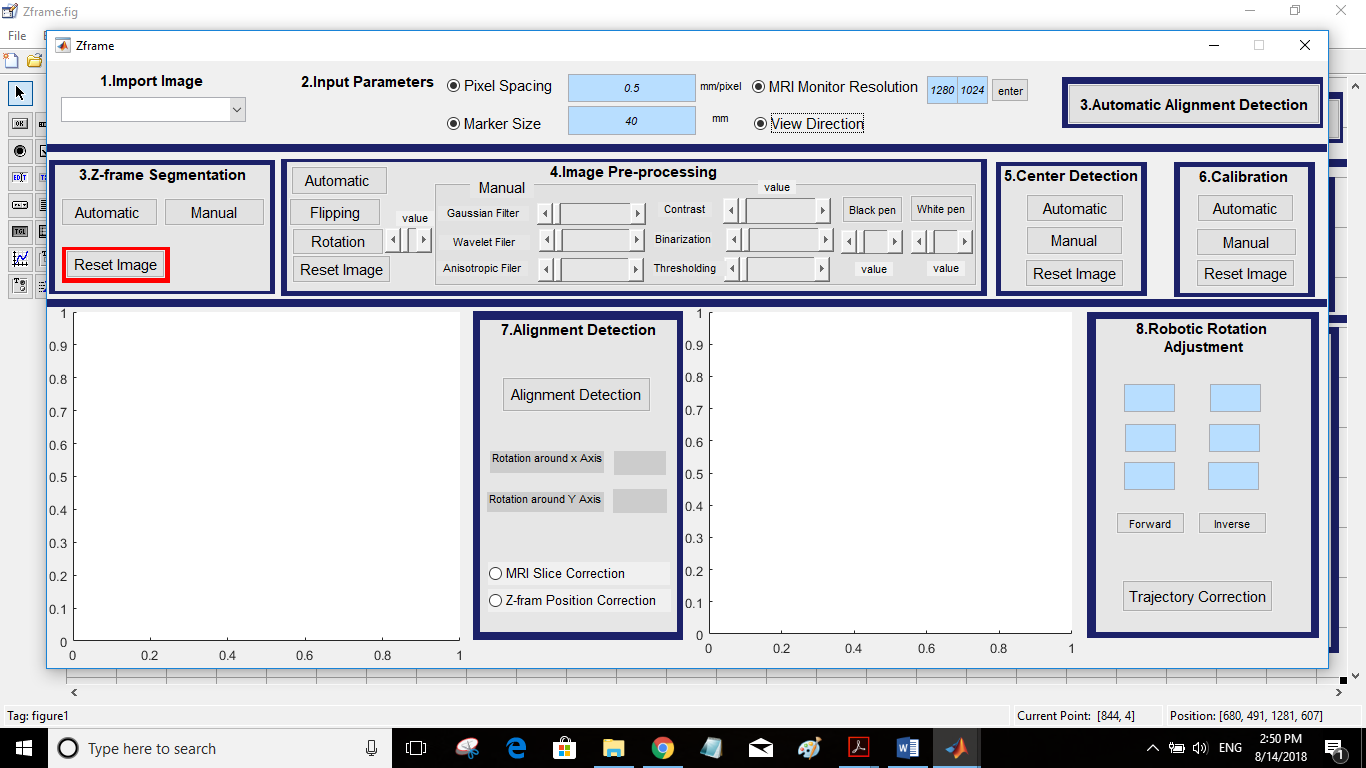 Zframe.fig
File
Zframe
1.Import Image
2.Input Parameters
Pixel Spacing
0.5
mm/pixel
MRI Monitor Resolution
1280
1024
enter
Marker Size
40
mm
View Direction
3.Automatic Alignment Detection
3.Z-frame Segmentation
Automatic
Manual
Reset Image
4.Image Pre-processing
Automatic
Flipping
Rotation
value
Reset Image
Manual
value
Gaussian Filter
Wavelet Filer
Anisotropic Filer
Contrast
Binarization
Thresholding
Black pen
White pen
value
value
5.Center Detection
Automatic
Manual
Reset Image
6.Calibration
Automatic
Manual
Reset Image
1
0.9
0.8
0.7
0.6
0.5
0.4
0.3
0.2
0.1
0
0 0.2 0.4 0.6 0.8 1
7.Alignment Detection
Alignment Detection
Rotation around x Axis
Rotation around Y Axis
MRI Slice Correction
Z-fram Position Correction
1
0.9
0.8
0.7
0.6
0.5
0.4
0.3
0.2
0.1
0
0 0.2 0.4 0.6 0.8 1
8.Robotic Rotation
Adjustment
Forward
Inverse
Trajectory Correction
OK
EDIT
TGL
Tag: figure1
Current Point: [844, 4]
Position: [680, 491, 1281, 607]
Type here to search
ENG
2:50 PM
8/14/2018
1